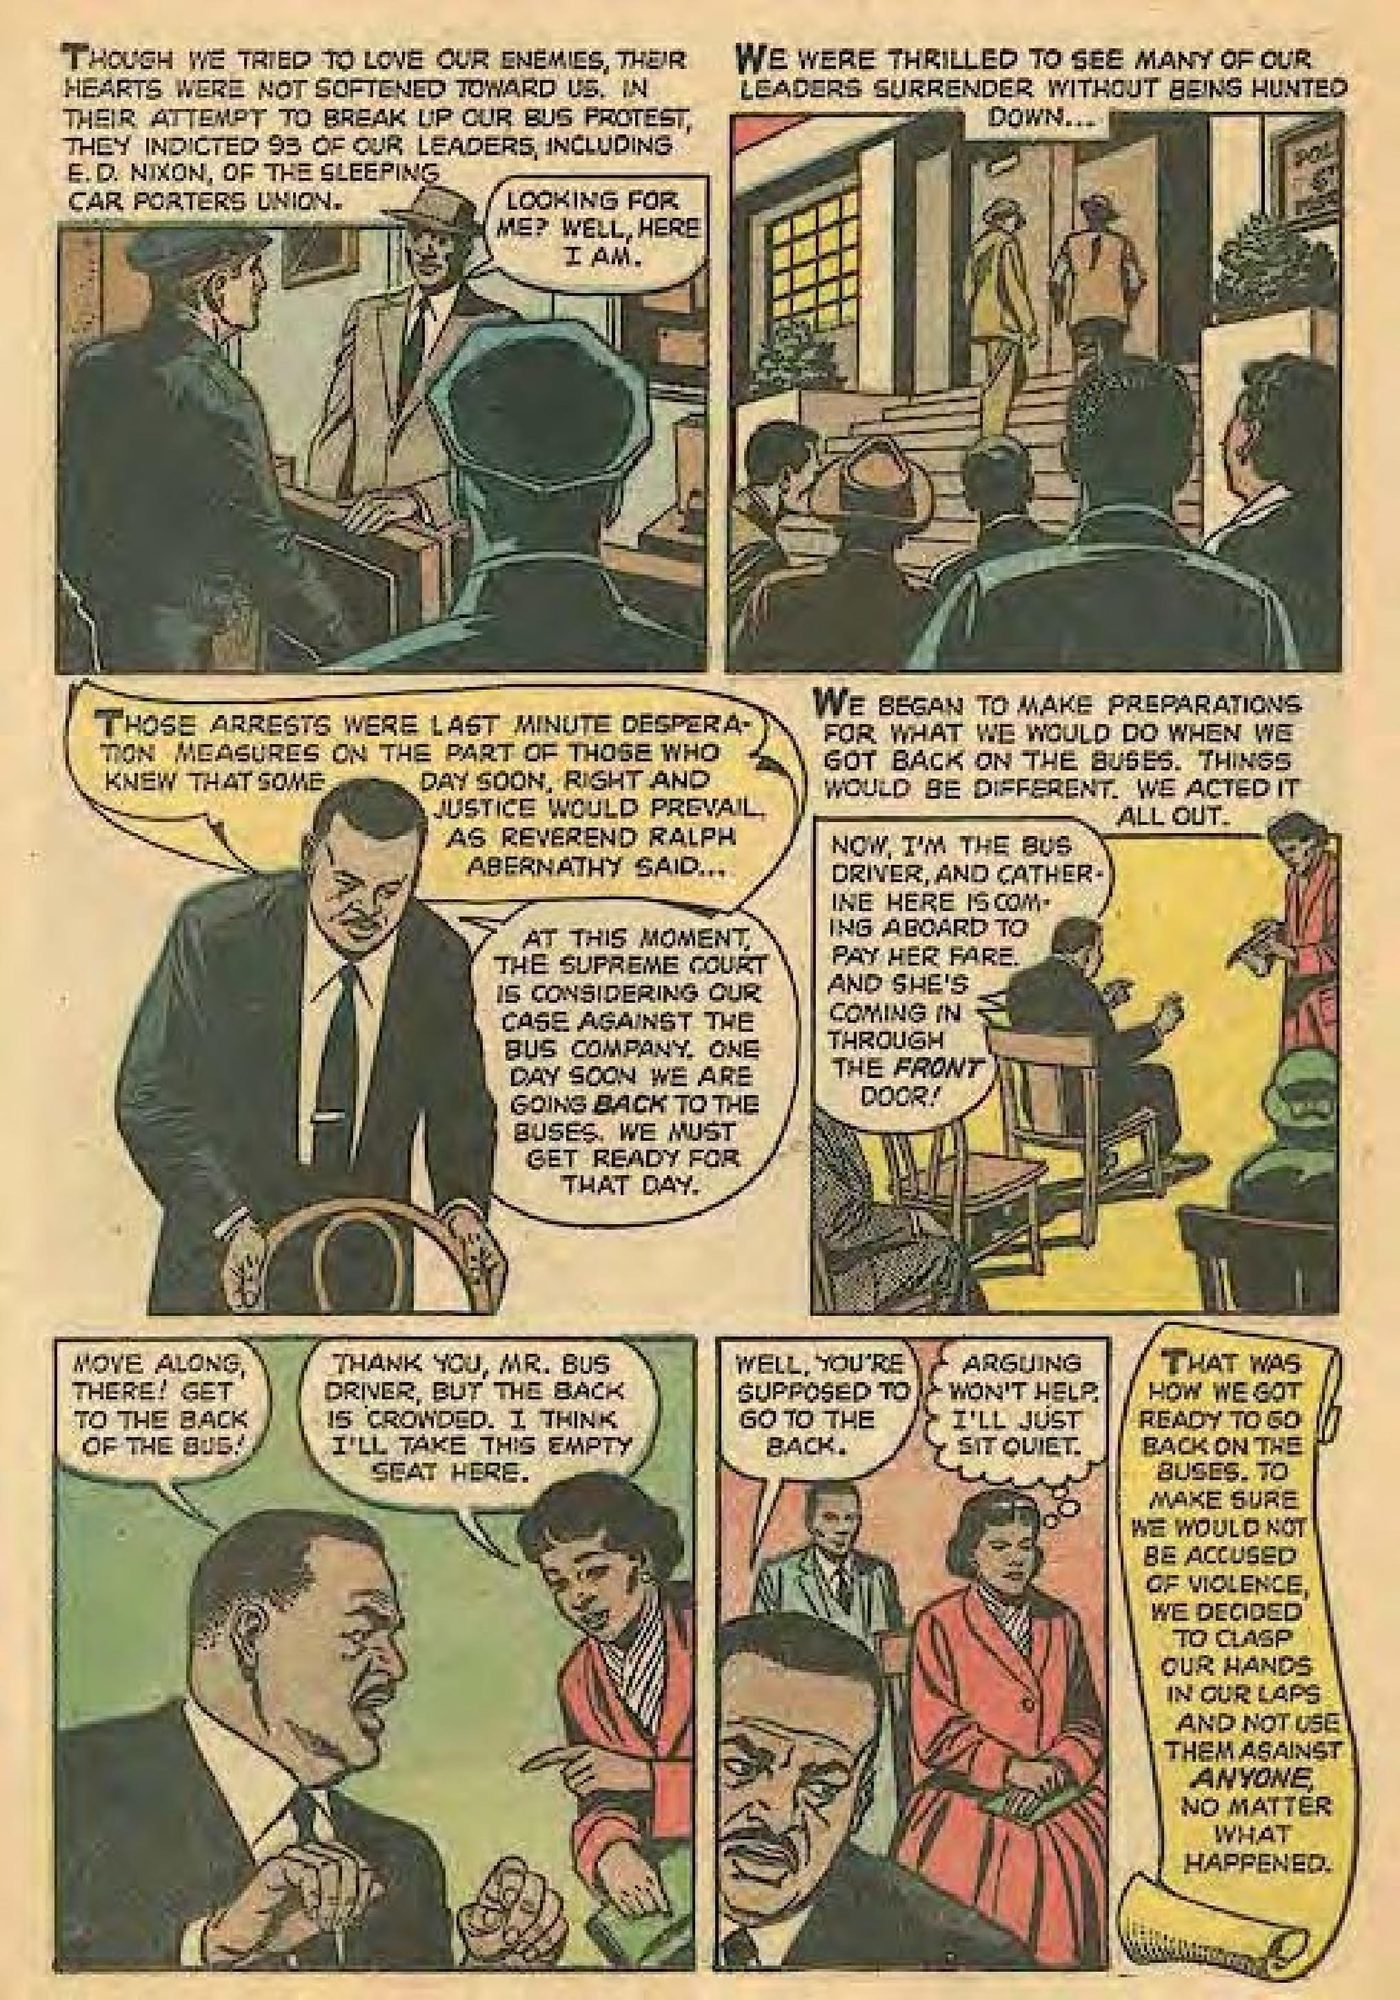 THOUGH WE TRIED TO LOVE OUR ENEMIES, THEIR
HEARTS WERE NOT SOFTENED TOWARD US. IN
THEIR ATTEMPT TO BREAK UP OUR BUS PROTEST,
THEY INDICTED 93 OF OUR LEADERS, INCLUDING
E.D. NIXON, OF THE SLEEPING
CAR PORTERS UNION.
LOOKING FOR
ME? WELL, HERE
I AM.
WE WERE THRILLED TO SEE MANY OF OUR
LEADERS SURRENDER WITHOUT BEING HUNTED
DOWN...
POL
ST
THOSE ARRESTS WERE LAST MINUTE DESPERA-
TION MEASURES ON THE PART OF THOSE WHO
KNEW THAT SOME DAY SOON, RIGHT AND
JUSTICE WOULD PREVAIL.
AS REVEREND RALPH
ABERNATHY SAID...
AT THIS MOMENT,
THE SUPREME COURT
IS CONSIDERING OUR
CASE AGAINST THE
BUS COMPANY. ONE
DAY SOON WE ARE
GOING BACK TO THE
BUSES. WE MUST
GET READY FOR
THAT DAY.
WE BEGAN TO MAKE PREPARATIONS
FOR WHAT WE WOULD DO WHEN WE
GOT BACK ON THE BUSES. THINGS
WOULD BE DIFFERENT. WE ACTED IT
ALL OUT.
NOW, I'M THE BUS
DRIVER, AND CATHER-
INE HERE IS COM-
ING ABOARD TO
PAY HER FARE.
AND SHE'S
COMING IN
THROUGH
THE FRONT
DOOR!
MOVE ALONG,
THERE! GET
TO THE BACK
OF THE BUS!
THANK YOU, MR. BUS
DRIVER, BUT THE BACK
IS CROWDED. I THINK
I'LL TAKE THIS EMPTY
SEAT HERE.
WELL, YOU'RE
SUPPOSED TO
GO TO THE
BACK.
ARGUING
WON'T HELP.
I'LL JUST
SIT QUIET.
THAT WAS
HOW WE GOT
READY TO GO
BACK ON THE
BUSES. TO
MAKE SURE
WE WOULD NOT
BE ACCUSED
OF VIOLENCE,
WE DECIDED
TO CLASP
OUR HANDS
IN OUR LAPS
AND NOT USE
THEM AGAINST
ANYONE,
NO MATTER
WHAT
HAPPENED.